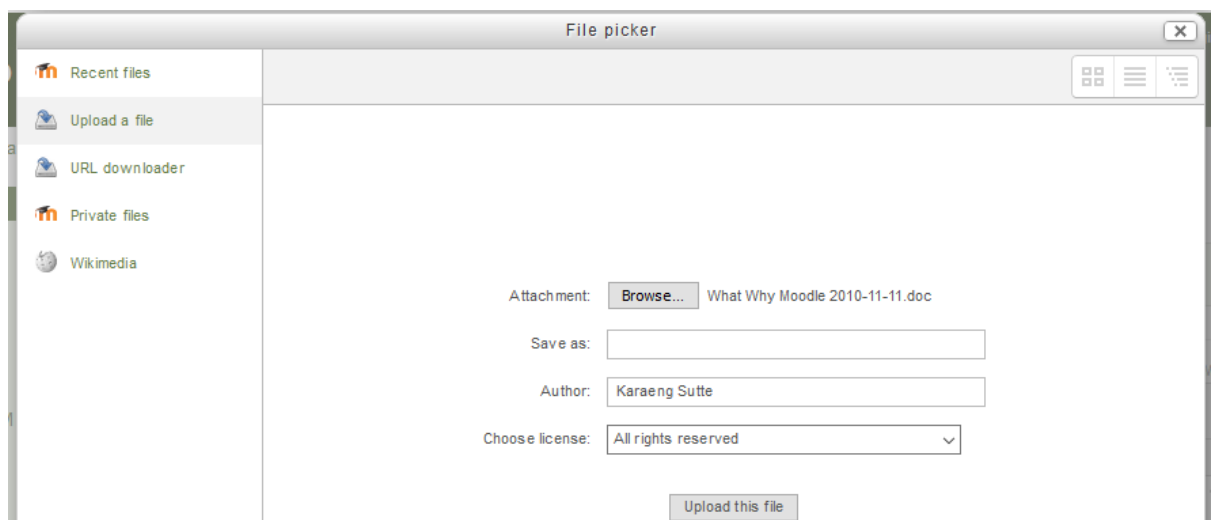 File picker
Recent files
Upload a file
URL downloader
Private files
Wikimedia
Attachment: Browse... What Why Moodle 2010-11-11.doc
Save as:
Author: Karaeng Sutte
Choose license: All rights reserved
Upload this file